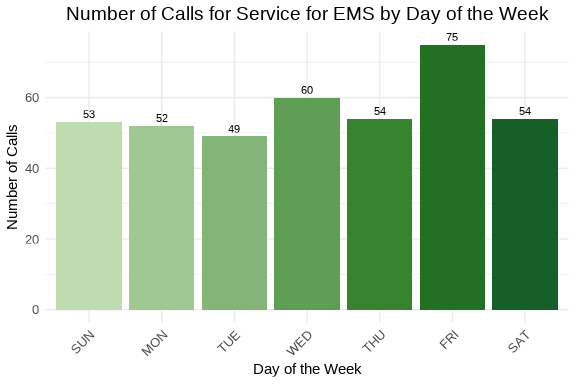 Number of Calls for Service for EMS by Day of the Week
75
60
54
54
53
52
49
Number of Calls
60
40
20
0
SUN
MON
TUE
WED
THU
FRI
SAT
Day of the Week